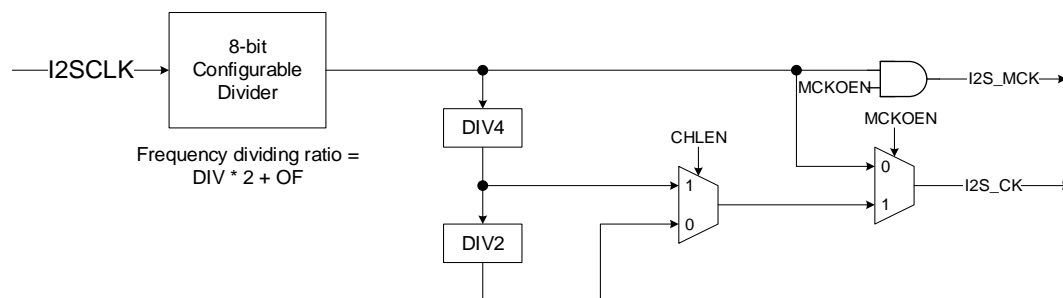 I2SCLK
8-bit
Configurable
Divider
Frequency dividing ratio =
DIV * 2 + OF
MCKOEN
I2S_MCK
DIV4
CHLEN
MCKOEN
1
0
0
1
I2S_CK
DIV2